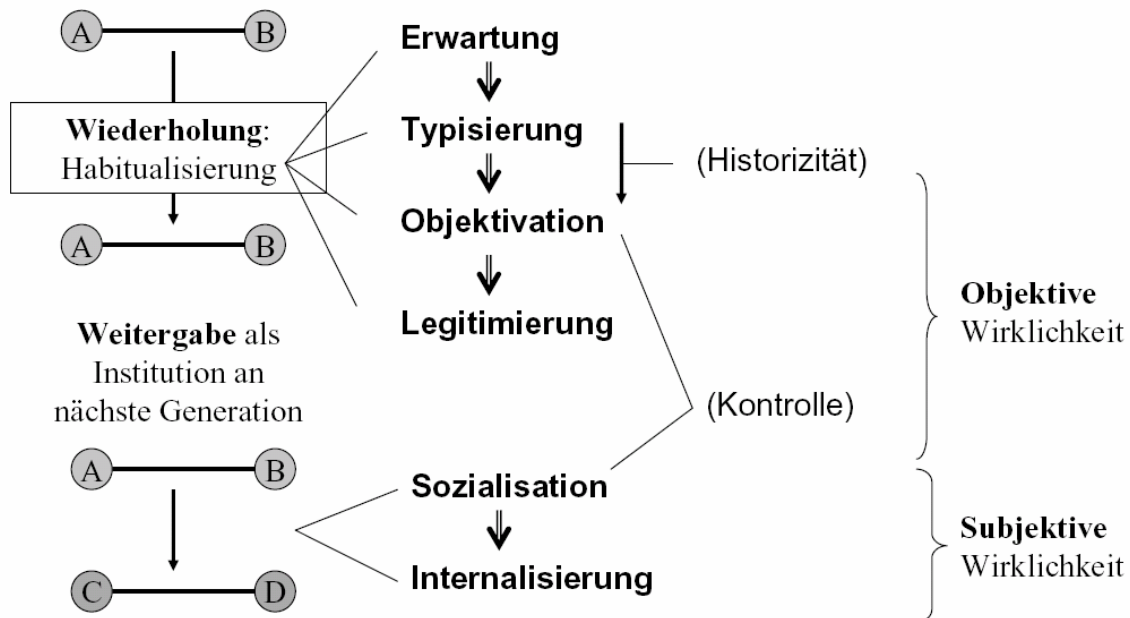 A B
Wiederholung:
Habitualisierung
A B
Weitergabe als
Institution an
nächste Generation
A B
C D
Erwartung
Typisierung
Objektivation
Legitimierung
Sozialisation
Internalisierung
(Historizität)
(Kontrolle)
Objektive
Wirklichkeit
Subjektive
Wirklichkeit